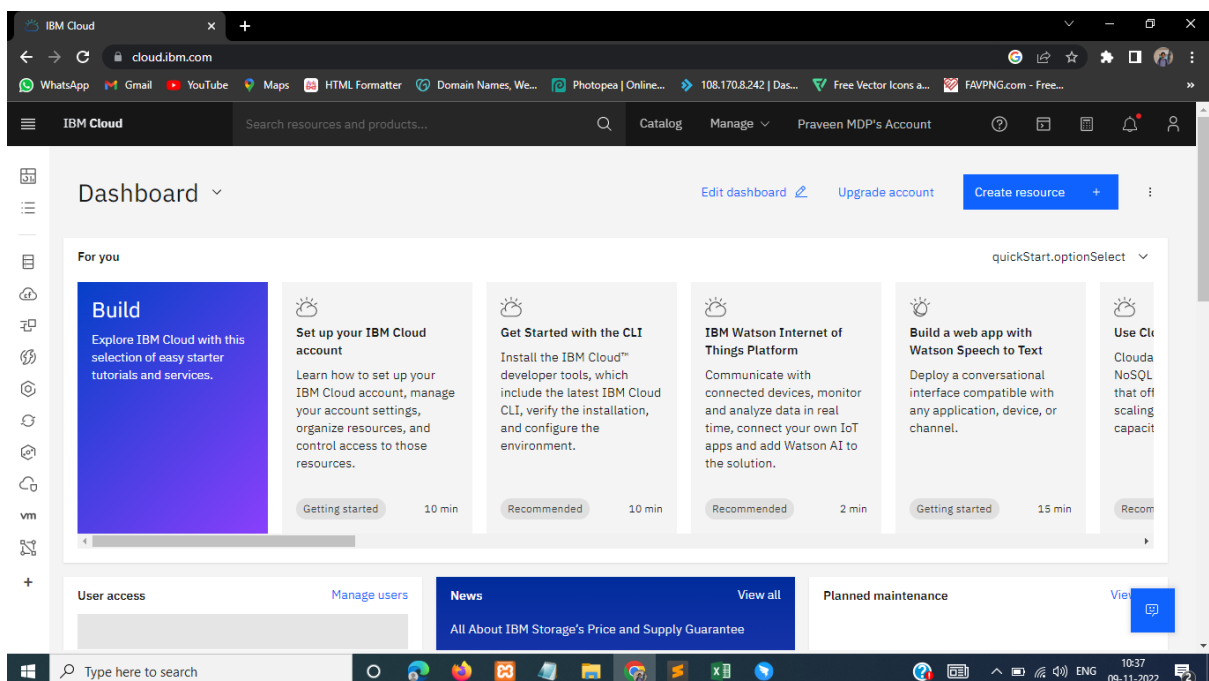 IBM Cloud
cloud.ibm.com
WhatsApp Gmail YouTube Maps HTML Formatter Domain Names, We... Photopea | Online... 108.170.8.242 | Das... Free Vector Icons a... FAVPNG.com - Free... »
IBM Cloud Search resources and products... Catalog Manage Praveen MDP's Account
Dashboard Edit dashboard Upgrade account Create resource +
For you quickStart.optionSelect
Build
Explore IBM Cloud with this
selection of easy starter
tutorials and services.
Set up your IBM Cloud
account
Learn how to set up your
IBM Cloud account, manage
your account settings,
organize resources, and
control access to those
resources.
Getting started 10 min
Get Started with the CLI
Install the IBM Cloud™
developer tools, which
include the latest IBM Cloud
CLI, verify the installation,
and configure the
environment.
Recommended 10 min
IBM Watson Internet of
Things Platform
Communicate with
connected devices, monitor
and analyze data in real
time, connect your own IoT
apps and add Watson AI to
the solution.
Recommended 2 min
Build a web app with
Watson Speech to Text
Deploy a conversational
interface compatible with
any application, device, or
channel.
Getting started 15 min
Use Clo
Clouda
NoSQL
that off
scaling
capacit
Recom
vm
User access Manage users
News View all
All About IBM Storage's Price and Supply Guarantee
Planned maintenance Vie
Type here to search
ENG
10:37
09-11-2022